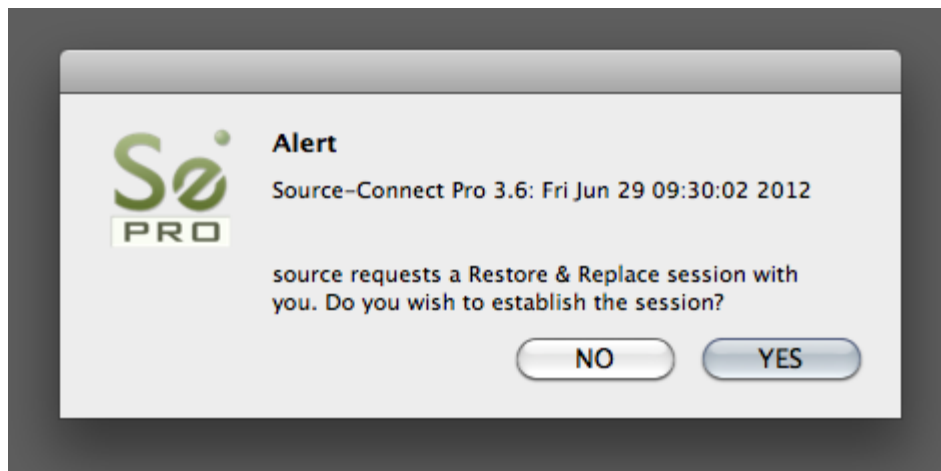 Se
PRO
Alert
Source-Connect Pro 3.6: Fri Jun 29 09:30:02 2012
source requests a Restore & Replace session with
you. Do you wish to establish the session?
NO YES